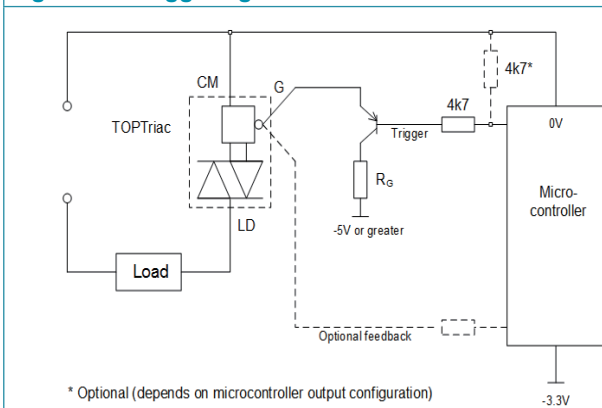 4k7*
CM
G
4k7
TOPTriac
Trigger
0V
Micro-
controller
RG
-5V or greater
LD
Load
Optional feedback
* Optional (depends on microcontroller output configuration)
-3.3V